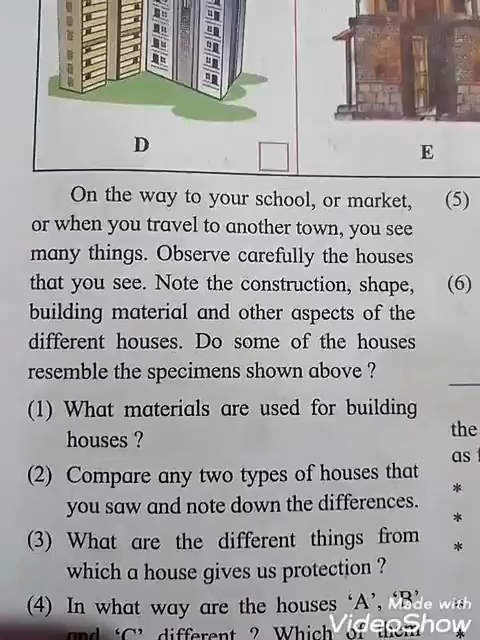 D
E
On the way to your school, or market,
or when you travel to another town, you see
many things. Observe carefully the houses
that you see. Note the construction, shape,
building material and other aspects of the
different houses. Do some of the houses
resemble the specimens shown above ?
(1) What materials are used for building
houses ?
(2) Compare any two types of houses that
you saw and note down the differences.
(3) What are the different things from
which a house gives us protection ?
(4) In what way are the houses 'A', 'B'
and 'C' different ? Which of them
(5)
(6)
the
as
*
*
*
*
*
Made with
VideoShow